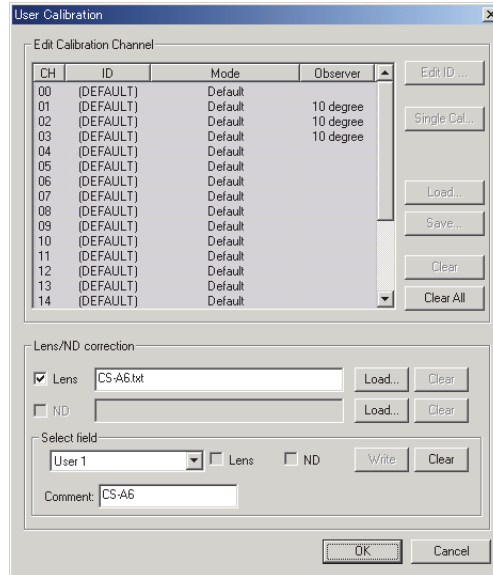 User Calibration
Edit Calibration Channel
CH ID Mode Observer
00 (DEFAULT) Default
01 (DEFAULT) Default 10 degree
02 (DEFAULT) Default 10 degree
03 (DEFAULT) Default 10 degree
04 (DEFAULT) Default
05 (DEFAULT) Default
06 (DEFAULT) Default
07 (DEFAULT) Default
08 (DEFAULT) Default
09 (DEFAULT) Default
10 (DEFAULT) Default
11 (DEFAULT) Default
12 (DEFAULT) Default
13 (DEFAULT) Default
14 (DEFAULT) Default
Edit ID ...
Single Cal...
Load...
Save...
Clear
Clear All
Lens/ND correction
Lens CS-A6.txt Load... Clear
ND Load... Clear
Select field
User 1 Lens ND Write Clear
Comment: CS-A6
OK Cancel